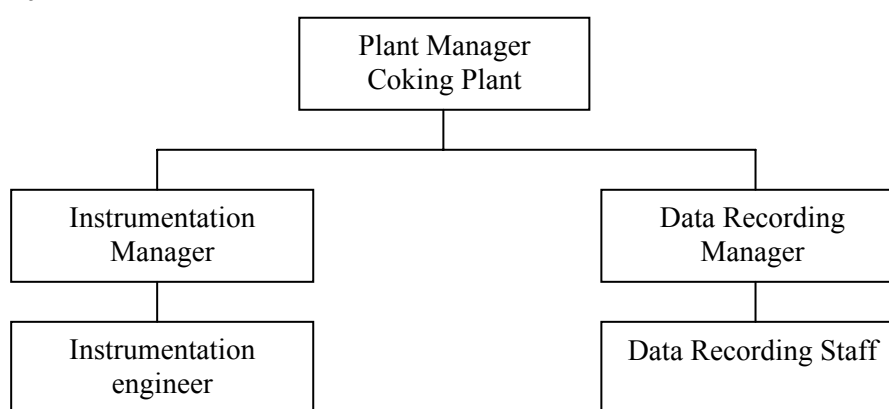 Plant Manager
Coking Plant
Instrumentation
Manager
Data Recording
Manager
Instrumentation
engineer
Data Recording Staff